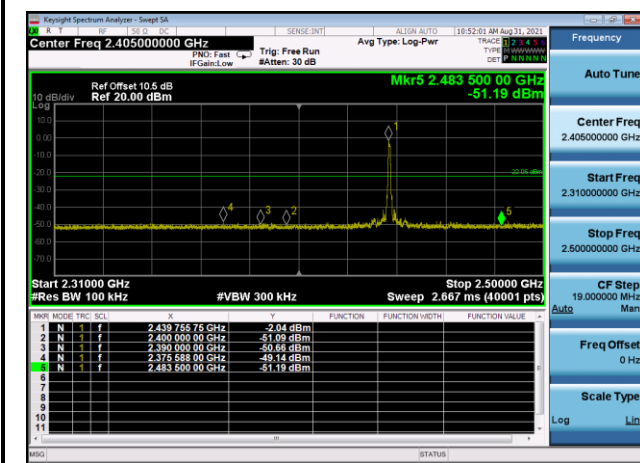 Keysight Spectrum Analyzer - Swept SA
R T RF 50 Ω DC SENSE:INT ALIGN AUTO 10:52:01 AM Aug 31, 2021
Center Freq 2.405000000 GHz
PNO: Fast
IFGain:Low
Trig: Free Run
#Atten: 30 dB
Avg Type: Log-Pwr
TRACE 1 2 3 4 5 6
TYPE M WWWWW
DET P N N N N N
Ref Offset 10.5 dB
Ref 20.00 dBm
10 dB/div
Log
Mkr5 2.483 500 00 GHz
-51.19 dBm
10.0
0.00
-10.0
-20.0
-30.0
-40.0
-50.0
-60.0
-70.0
1
-22.05 dBm
4
3
2
5
Start 2.31000 GHz
Stop 2.50000 GHz
#Res BW 100 kHz
#VBW 300 kHz
Sweep 2.667 ms (40001 pts)
MKR MODE TRC SCL X Y FUNCTION FUNCTION WIDTH FUNCTION VALUE
1 N 1 f 2.439 755 75 GHz -2.04 dBm
2 N 1 f 2.400 000 00 GHz -51.09 dBm
3 N 1 f 2.390 000 00 GHz -50.66 dBm
4 N 1 f 2.375 588 00 GHz -49.14 dBm
5 N 1 f 2.483 500 00 GHz -51.19 dBm
6
7
8
9
10
11
MSG
STATUS
Frequency
Auto Tune
Center Freq
2.405000000 GHz
Start Freq
2.310000000 GHz
Stop Freq
2.500000000 GHz
CF Step
19.000000 MHz
Auto Man
Freq Offset
0 Hz
Scale Type
Log Lin